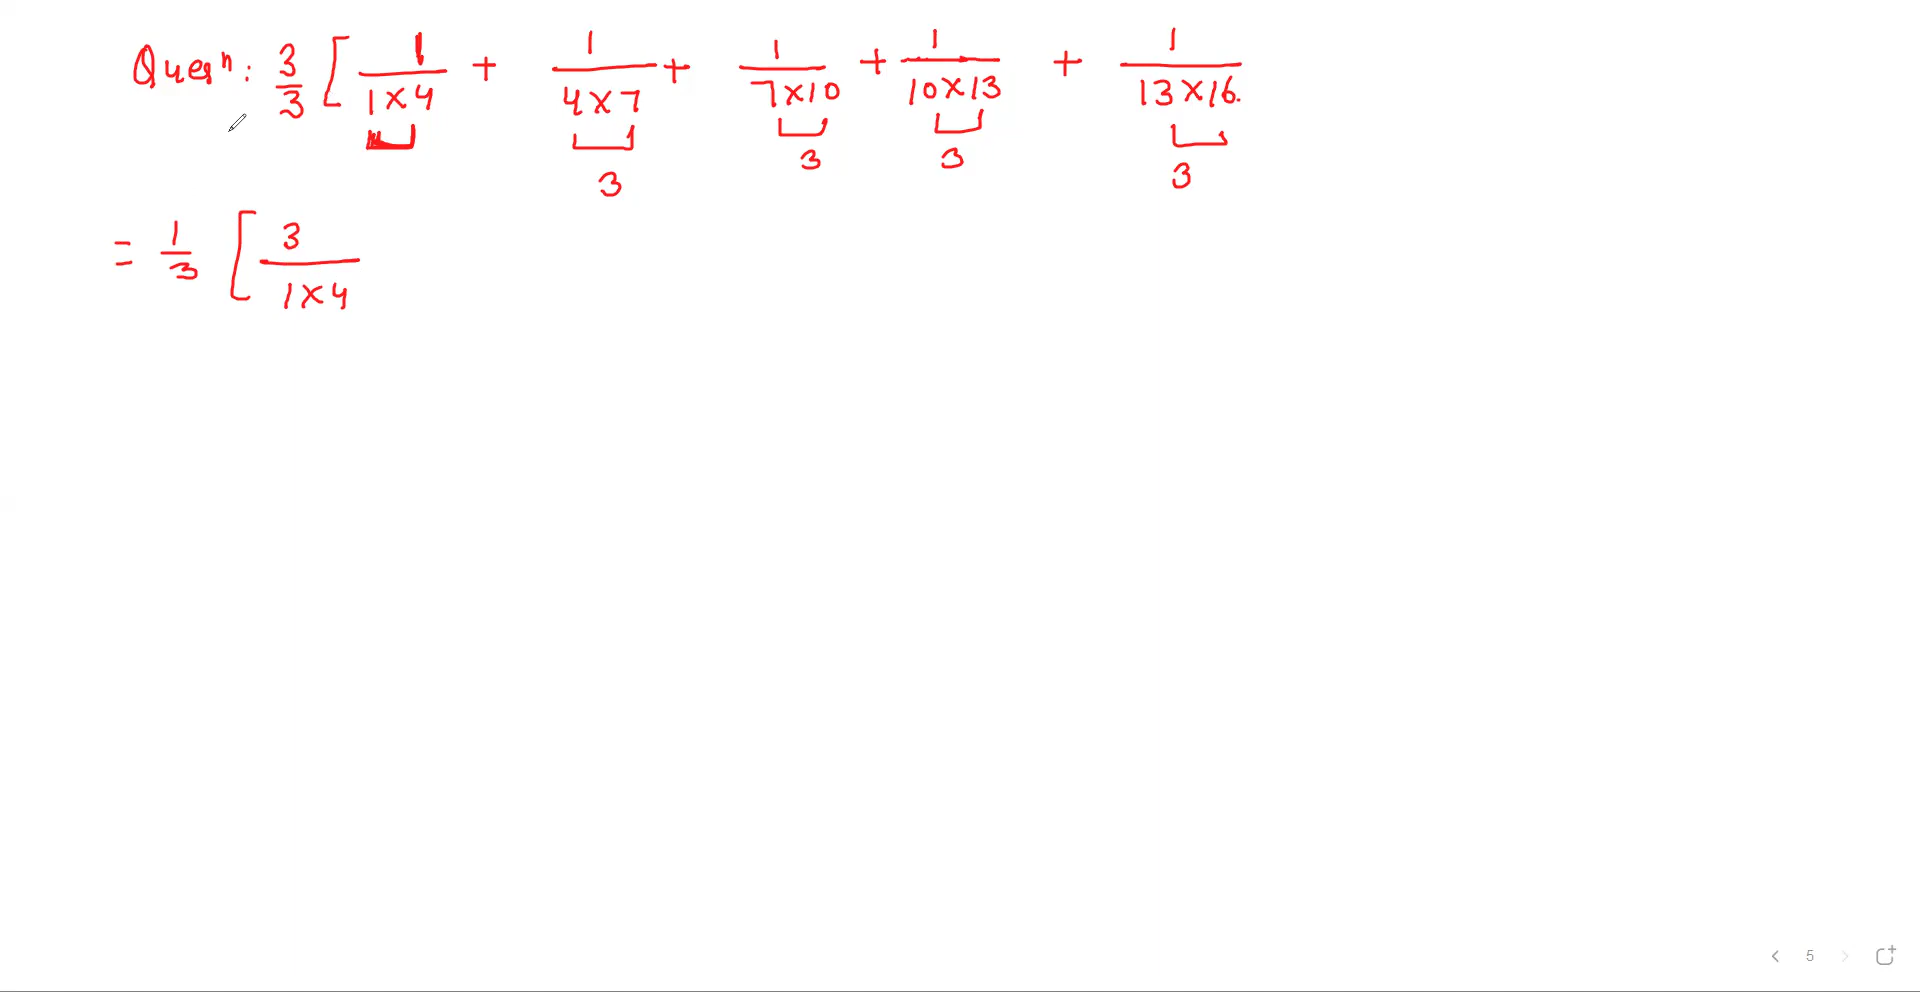 Quesⁿ: 3/3 [ 1/(1×4) + 1/(4×7) + 1/(7×10) + 1/(10×13) + 1/(13×16).
3 3 3 3
= 1/3 [ 3/(1×4)
5